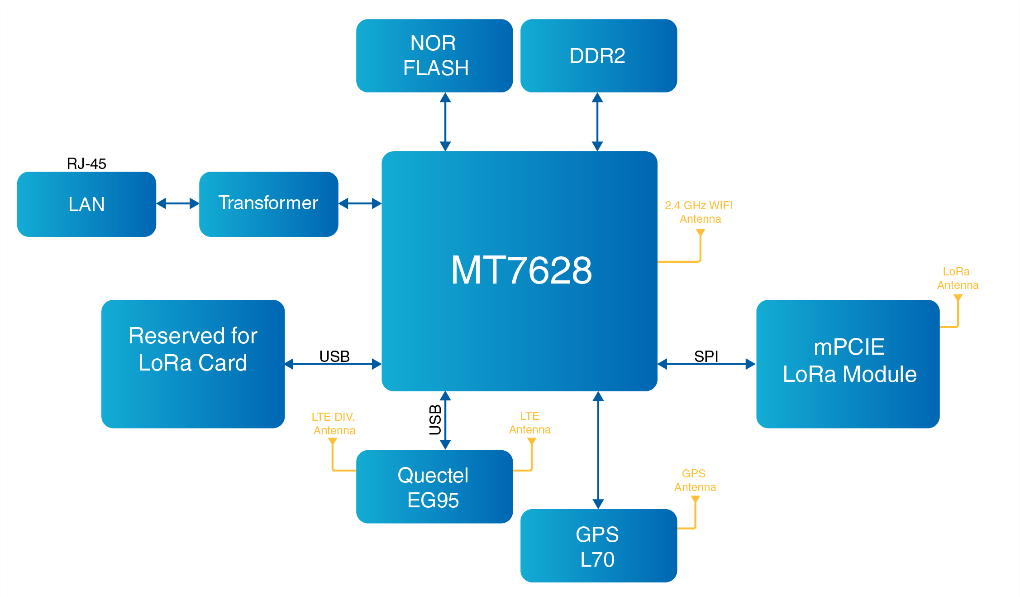 NOR
FLASH
DDR2
RJ-45
LAN
Transformer
2.4 GHz WIFI
Antenna
MT7628
LoRa
Antenna
Reserved for
LoRa Card
USB
SPI
mPCIE
LoRa Module
USB
LTE DIV.
Antenna
LTE
Antenna
Quectel
EG95
GPS
Antenna
GPS
L70